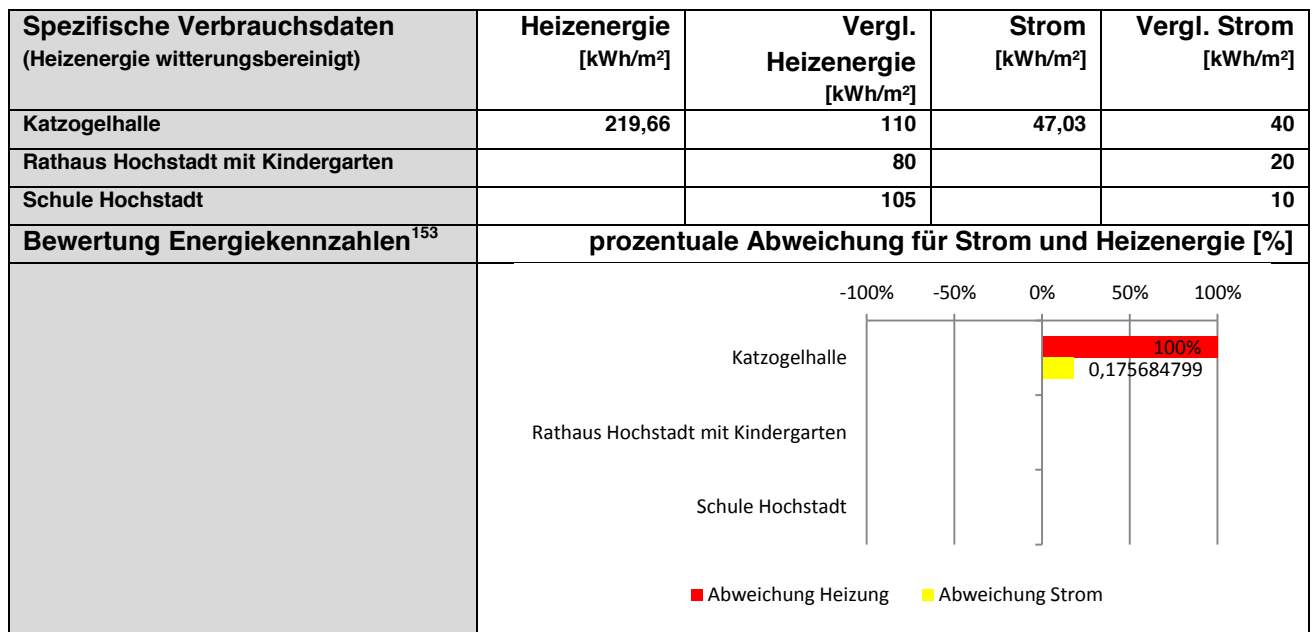 Spezifische Verbrauchsdaten
(Heizenergie witterungsbereinigt)
Heizenergie
[kWh/m²]
Vergl.
Heizenergie
[kWh/m²]
Strom
[kWh/m²]
Vergl. Strom
[kWh/m²]
Katzogelhalle 219,66 110 47,03 40
Rathaus Hochstadt mit Kindergarten 80 20
Schule Hochstadt 105 10
Bewertung Energiekennzahlen¹⁵³ prozentuale Abweichung für Strom und Heizenergie [%]
-100% -50% 0% 50% 100%
Katzogelhalle
100%
0,175684799
Rathaus Hochstadt mit Kindergarten
Schule Hochstadt
Abweichung Heizung Abweichung Strom